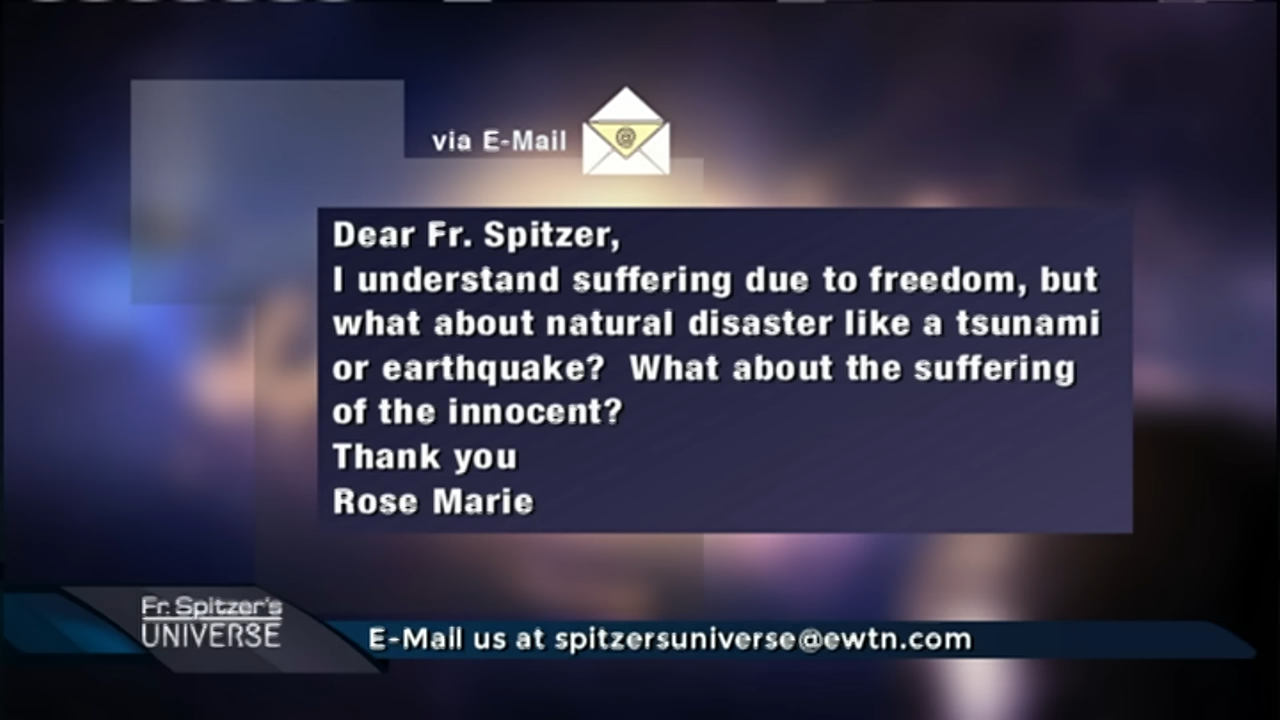 via E-Mail
@
Dear Fr. Spitzer,
I understand suffering due to freedom, but
what about natural disaster like a tsunami
or earthquake?  What about the suffering
of the innocent?
Thank you
Rose Marie
Fr. Spitzer's
UNIVERSE
E-Mail us at spitzersuniverse@ewtn.com